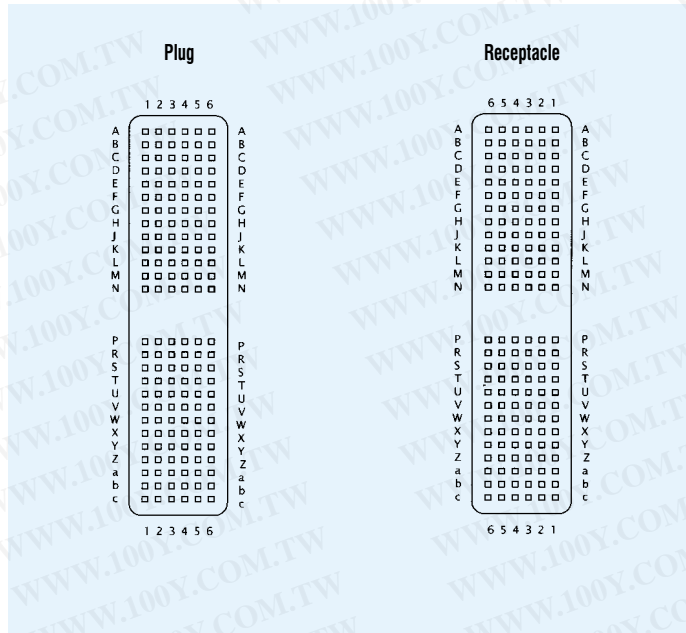 Plug
Receptacle
1 2 3 4 5 6
6 5 4 3 2 1
A A
B B
C C
D D
E E
F F
G G
H H
J J
K K
L L
M M
N N
P P
R R
S S
T T
U U
V V
W W
X X
Y Y
Z Z
a a
b b
c c
1 2 3 4 5 6
A A
B B
C C
D D
E E
F F
G G
H H
J J
K K
L L
M M
N N
P P
R R
S S
T T
U U
V V
W W
X X
Y Y
Z Z
a a
b b
c c
6 5 4 3 2 1
WWW.100Y.COM.TW